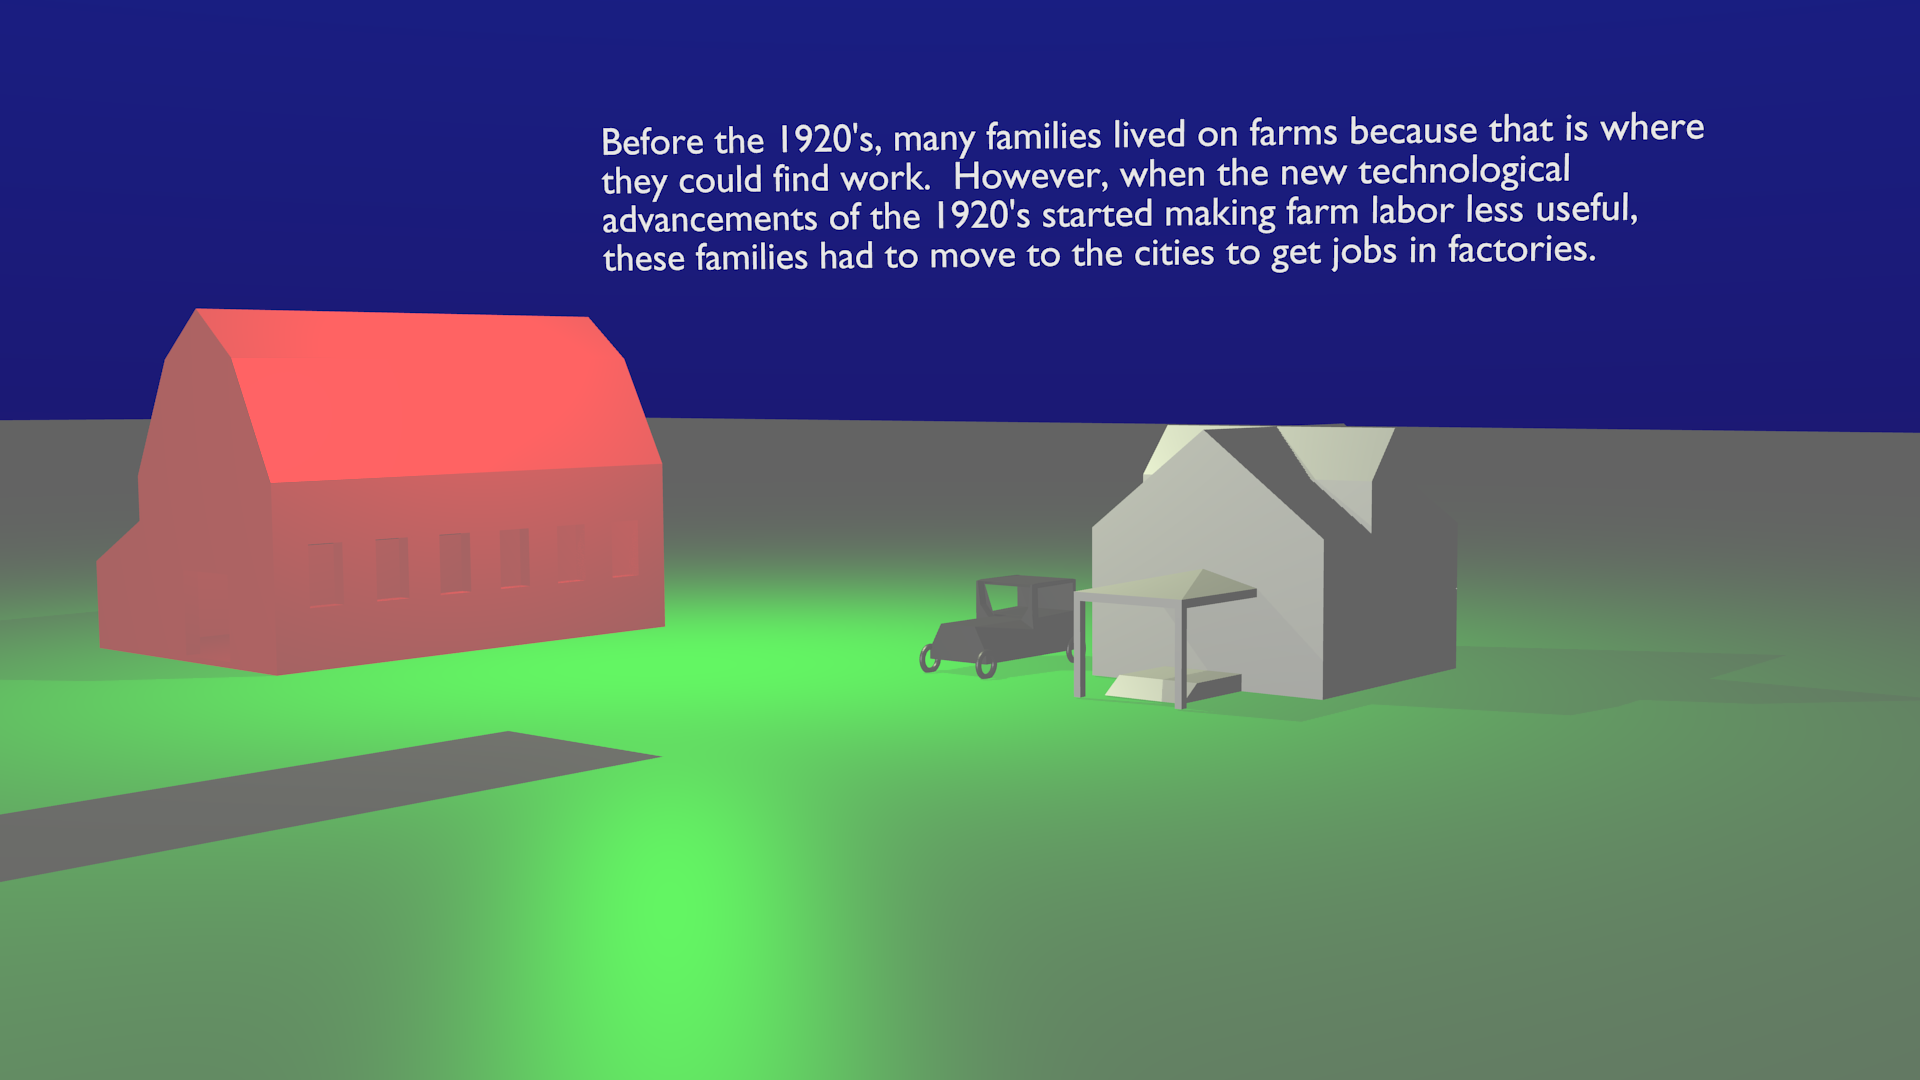 Before the 1920's, many families lived on farms because that is where
they could find work.  However, when the new technological
advancements of the 1920's started making farm labor less useful,
these families had to move to the cities to get jobs in factories.